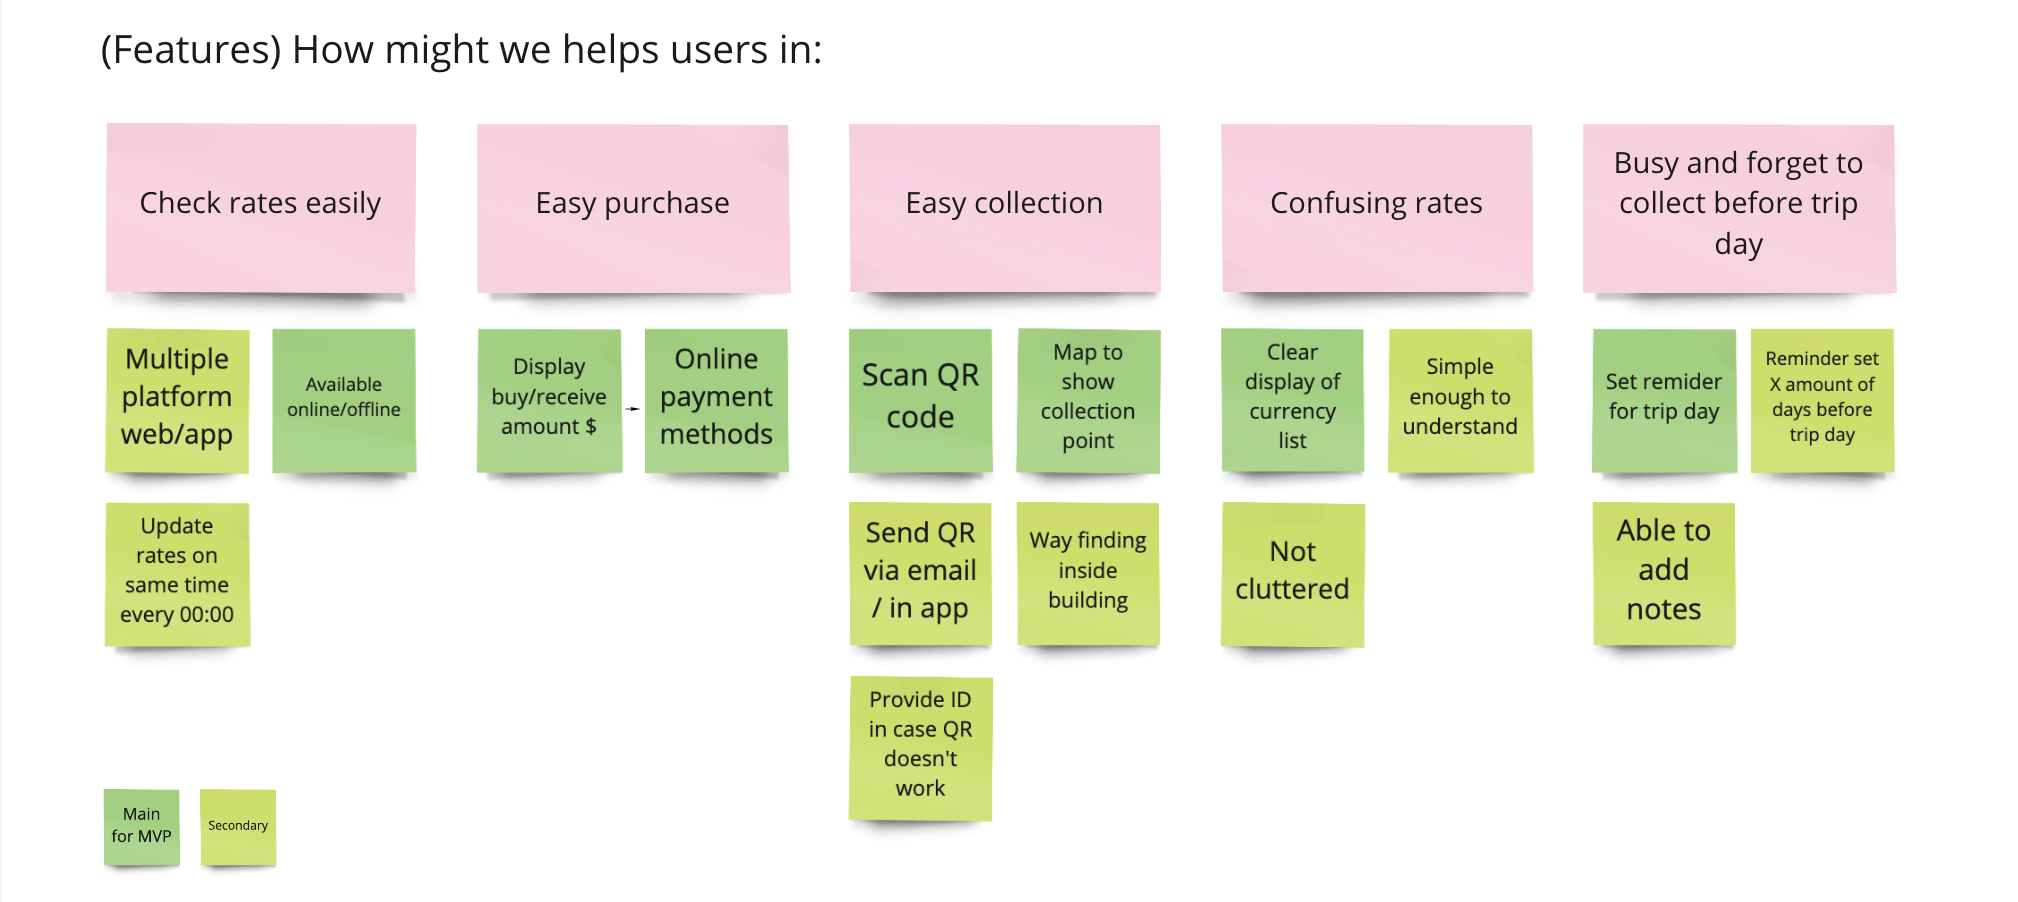 (Features) How might we helps users in:
Check rates easily
Easy purchase
Easy collection
Confusing rates
Busy and forget to
collect before trip
day
Multiple
platform
web/app
Available
online/offline
Display
buy/receive
amount $
Online
payment
methods
Scan QR
code
Map to
show
collection
point
Clear
display of
currency
list
Simple
enough to
understand
Set remider
for trip day
Reminder set
X amount of
days before
trip day
Update
rates on
same time
every 00:00
Send QR
via email
/ in app
Way finding
inside
building
Not
cluttered
Able to
add
notes
Provide ID
in case QR
doesn't
work
Main
for MVP
Secondary